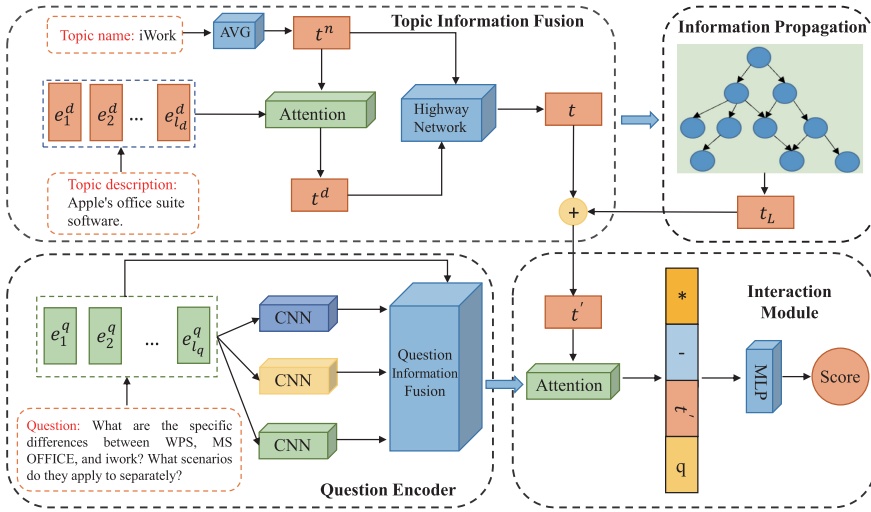 Topic Information Fusion
Topic name: iWork
AVG
t^n
e_1^d
e_2^d
...
e_{l_d}^d
Attention
Highway
Network
t
Topic description:
Apple's office suite
software.
t^d
+
Information Propagation
t_L
e_1^q
e_2^q
...
e_{l_q}^q
CNN
CNN
CNN
Question
Information
Fusion
Question: What are the specific
differences between WPS, MS
OFFICE, and iwork? What scenarios
do they apply to separately?
Question Encoder
t'
Attention
*
-
t'
q
MLP
Score
Interaction
Module